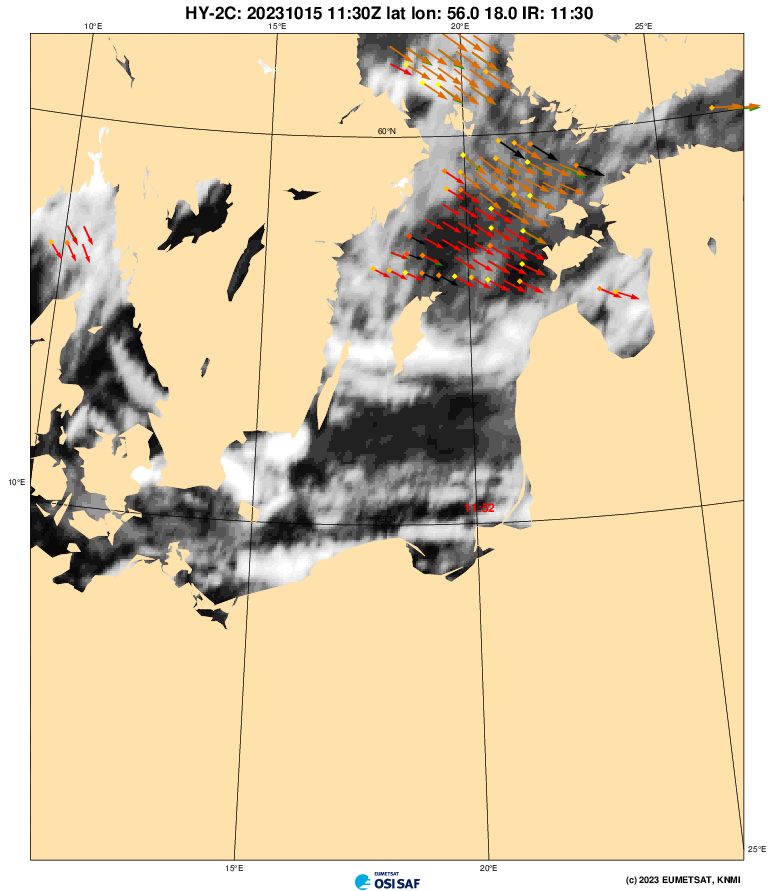 HY-2C: 20231015 11:30Z lat lon: 56.0 18.0 IR: 11:30
10°E
15°E
20°E
25°E
60°N
10°E
11:32
25°E
15°E
20°E
EUMETSAT
OSI SAF
(c) 2023 EUMETSAT, KNMI